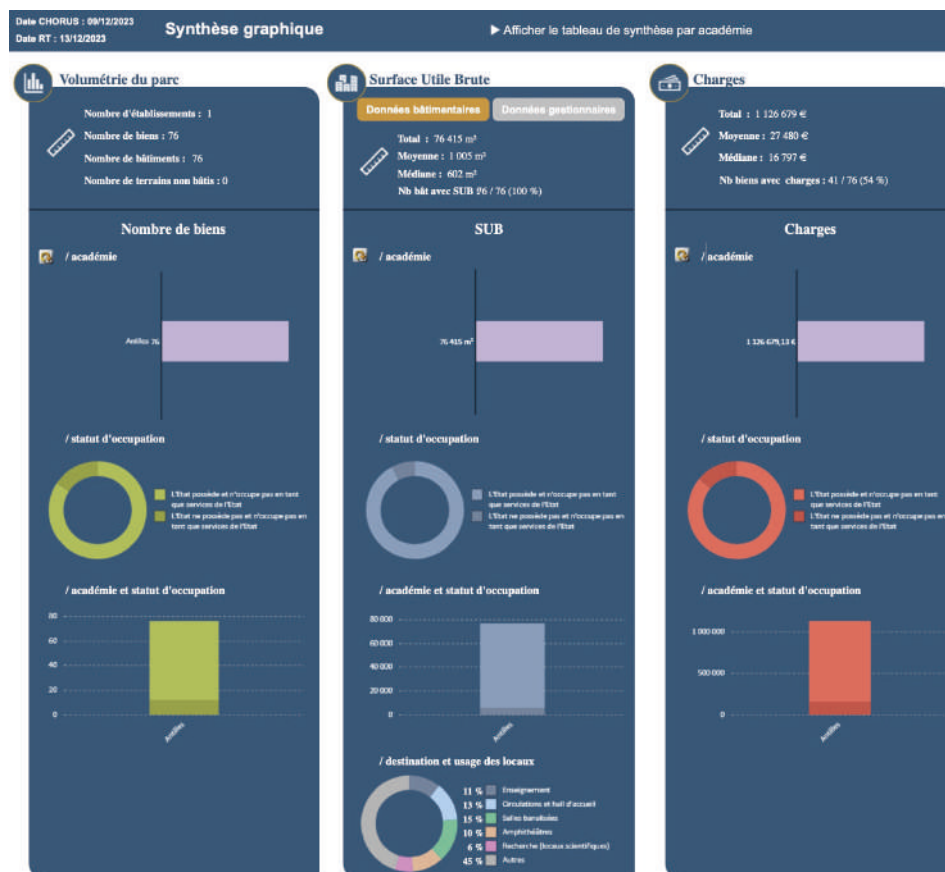 Date CHORUS : 09/12/2023
Date RT : 13/12/2023
Synthèse graphique
▶ Afficher le tableau de synthèse par académie
Volumétrie du parc
Nombre d'établissements : 1
Nombre de biens : 76
Nombre de bâtiments : 76
Nombre de terrains non bâtis : 0
Nombre de biens
/ académie
Antilles 76
/ statut d'occupation
L'Etat possède et n'occupe pas en tant
que services de l'Etat
L'Etat ne possède pas et n'occupe pas en
tant que services de l'Etat
/ académie et statut d'occupation
80
60
40
20
0
Antilles
Surface Utile Brute
Données bâtimentaires
Données gestionnaires
Total : 76 415 m²
Moyenne : 1 005 m²
Médiane : 602 m²
Nb bât avec SUB : / 76 (100 %)
SUB
/ académie
76 415 m²
/ statut d'occupation
L'Etat possède et n'occupe pas en tant
que services de l'Etat
L'Etat ne possède pas et n'occupe pas en
tant que services de l'Etat
/ académie et statut d'occupation
80 000
60 000
40 000
20 000
0
Antilles
/ destination et usage des locaux
11 % Enseignement
13 % Circulations et hall d'accueil
15 % Salles banalisées
10 % Amphithéâtres
6 % Recherche (locaux scientifiques)
45 % Autres
Charges
Total : 1 126 679 €
Moyenne : 27 480 €
Médiane : 16 797 €
Nb biens avec charges : 41 / 76 (54 %)
Charges
/ académie
1 126 679,13 €
/ statut d'occupation
L'Etat possède et n'occupe pas en tant
que services de l'Etat
L'Etat ne possède pas et n'occupe pas en
tant que services de l'Etat
/ académie et statut d'occupation
1 000 000
500 000
0
Antilles